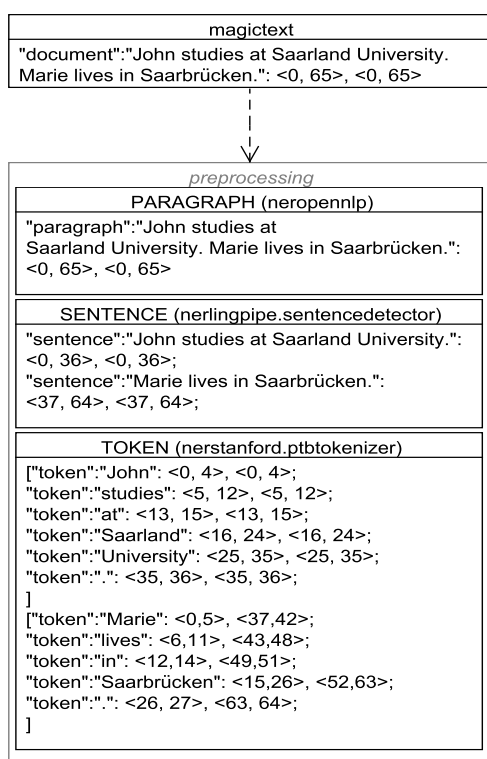 magictext
"document":"John studies at Saarland University.
Marie lives in Saarbrücken.": <0, 65>, <0, 65>
preprocessing
PARAGRAPH (neropennlp)
"paragraph":"John studies at
Saarland University. Marie lives in Saarbrücken.":
<0, 65>, <0, 65>
SENTENCE (nerlingpipe.sentencedetector)
"sentence":"John studies at Saarland University.":
<0, 36>, <0, 36>;
"sentence":"Marie lives in Saarbrücken.":
<37, 64>, <37, 64>;
TOKEN (nerstanford.ptbtokenizer)
["token":"John": <0, 4>, <0, 4>;
"token":"studies": <5, 12>, <5, 12>;
"token":"at": <13, 15>, <13, 15>;
"token":"Saarland": <16, 24>, <16, 24>;
"token":"University": <25, 35>, <25, 35>;
"token":".": <35, 36>, <35, 36>;
]
["token":"Marie": <0,5>, <37,42>;
"token":"lives": <6,11>, <43,48>;
"token":"in": <12,14>, <49,51>;
"token":"Saarbrücken": <15,26>, <52,63>;
"token":".": <26, 27>, <63, 64>;
]